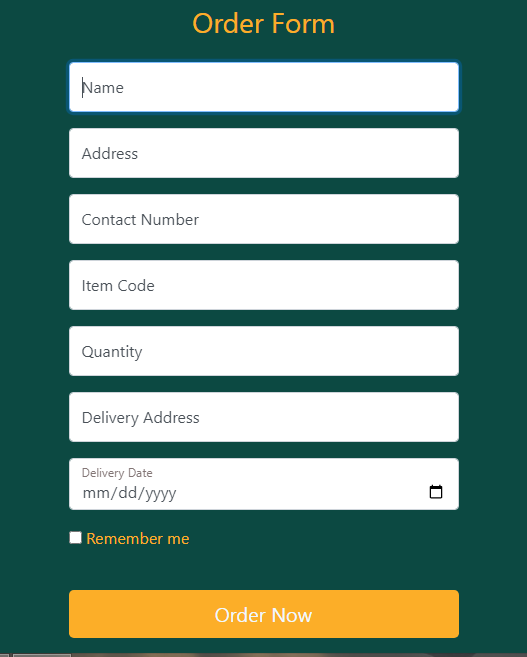 Order Form
Name
Address
Contact Number
Item Code
Quantity
Delivery Address
Delivery Date
mm/dd/yyyy
Remember me
Order Now